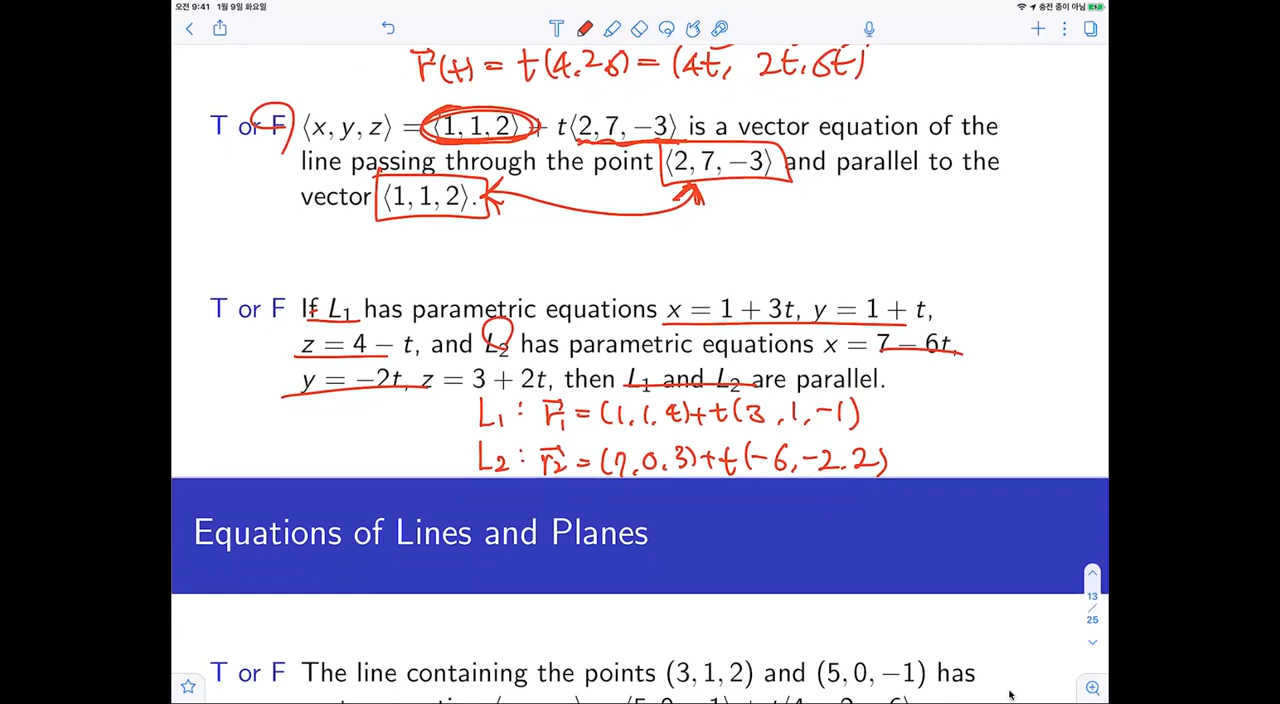 오전 9:41 1월 9일 화요일
충전 중이 아님
r⃗(t) = t(4,2,6) = (4t, 2t, 6t)
T or F ⟨x, y, z⟩ = ⟨1, 1, 2⟩ + t⟨2, 7, −3⟩ is a vector equation of the
line passing through the point ⟨2, 7, −3⟩ and parallel to the
vector ⟨1, 1, 2⟩.
T or F If L₁ has parametric equations x = 1 + 3t, y = 1 + t,
z = 4 − t, and L₂ has parametric equations x = 7 − 6t,
y = −2t, z = 3 + 2t, then L₁ and L₂ are parallel.
L₁ : r⃗₁ = (1, 1, 4) + t(3, 1, −1)
L₂ : r⃗₂ = (7, 0, 3) + t(−6, −2, 2)
Equations of Lines and Planes
13
/
25
T or F The line containing the points (3, 1, 2) and (5, 0, −1) has